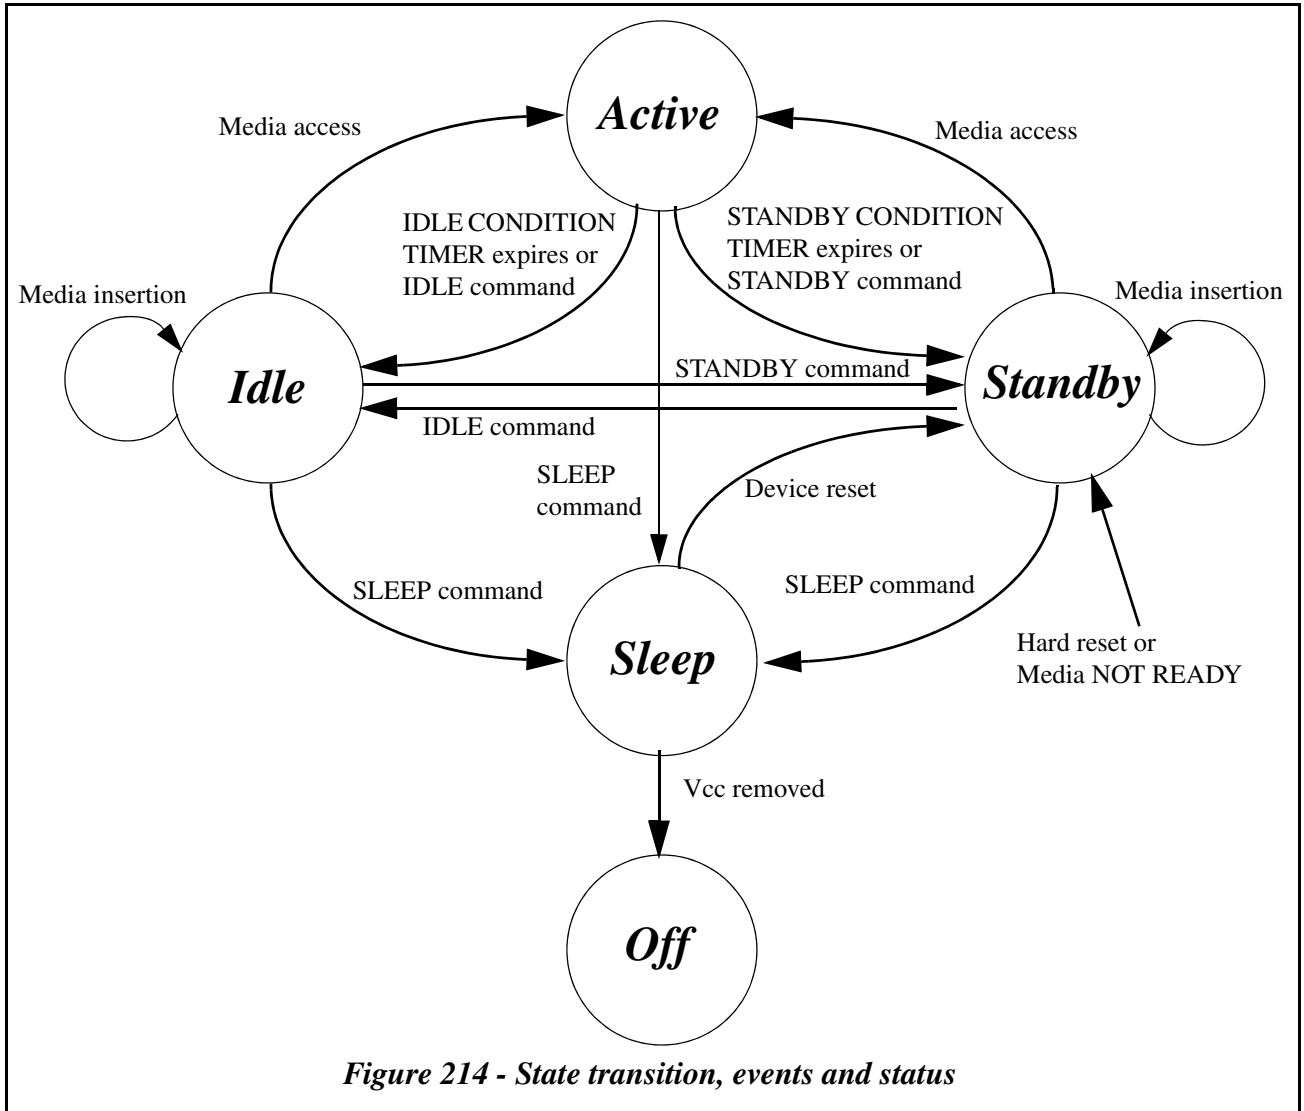 Active
Media access
Media access
IDLE CONDITION
TIMER expires or
IDLE command
STANDBY CONDITION
TIMER expires or
STANDBY command
Media insertion
Media insertion
Idle
STANDBY command
Standby
IDLE command
SLEEP
command
Device reset
SLEEP command
SLEEP command
Sleep
Hard reset or
Media NOT READY
Vcc removed
Off
Figure 214 - State transition, events and status